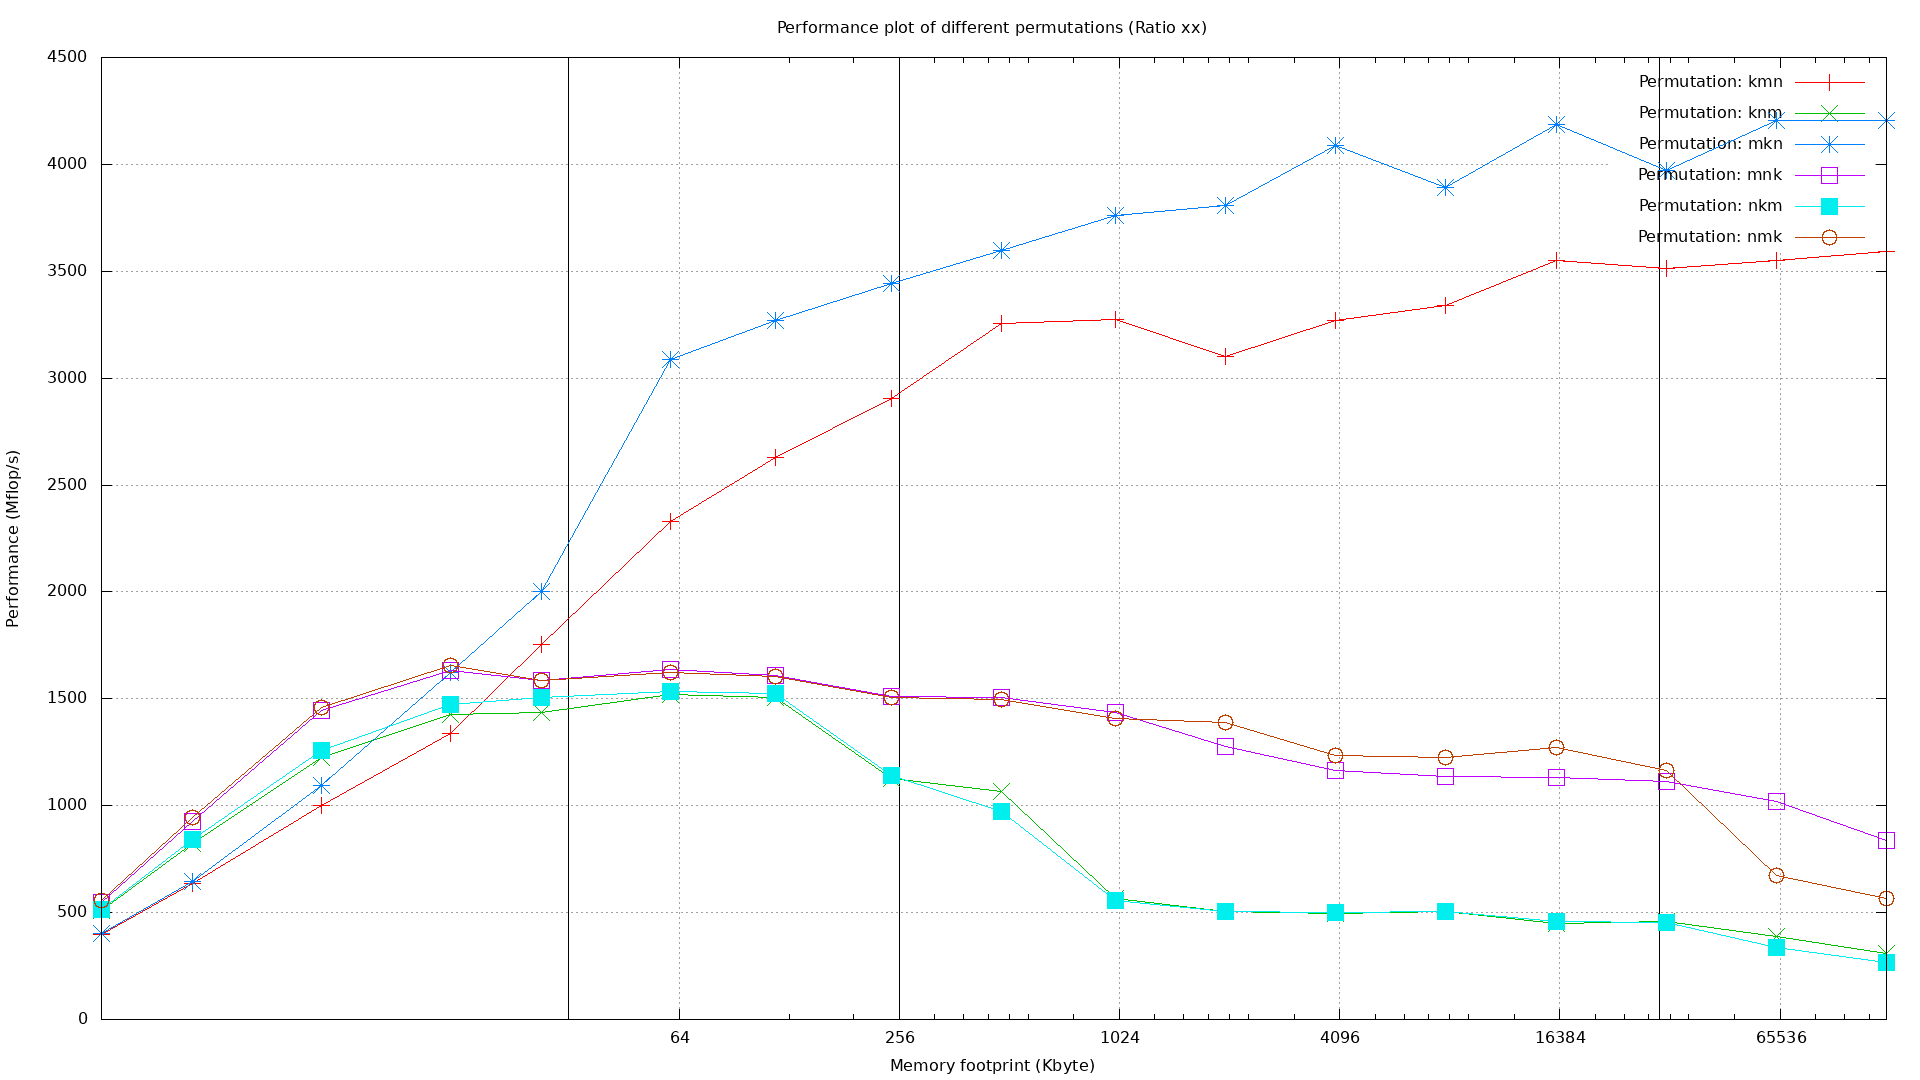 Performance plot of different permutations (Ratio xx)
4500
4000
3500
3000
2500
2000
1500
1000
500
0
Performance (Mflop/s)
Permutation: kmn
Permutation: knm
Permutation: mkn
Permutation: mnk
Permutation: nkm
Permutation: nmk
64 256 1024 4096 16384 65536
Memory footprint (Kbyte)